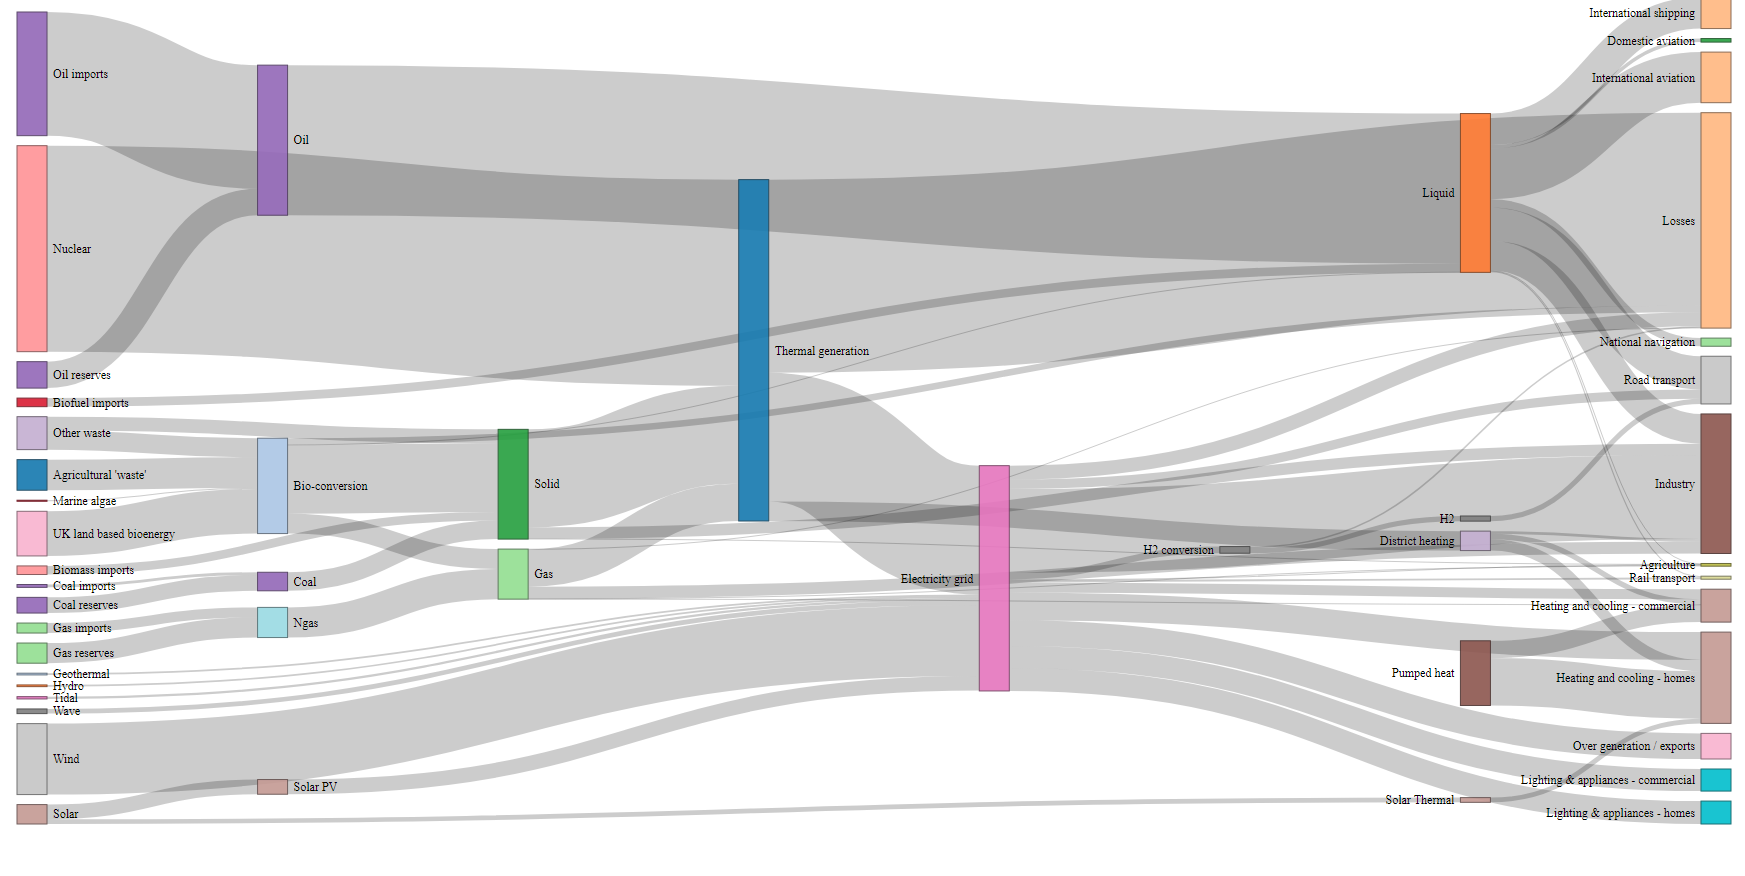 Oil imports
Nuclear
Oil reserves
Biofuel imports
Other waste
Agricultural 'waste'
Marine algae
UK land based bioenergy
Biomass imports
Coal imports
Coal reserves
Gas imports
Gas reserves
Geothermal
Hydro
Tidal
Wave
Wind
Solar
Oil
Bio-conversion
Coal
Ngas
Solar PV
Solid
Gas
Thermal generation
Electricity grid
H2 conversion
Liquid
H2
District heating
Pumped heat
Solar Thermal
International shipping
Domestic aviation
International aviation
Losses
National navigation
Road transport
Industry
Agriculture
Rail transport
Heating and cooling - commercial
Heating and cooling - homes
Over generation / exports
Lighting & appliances - commercial
Lighting & appliances - homes